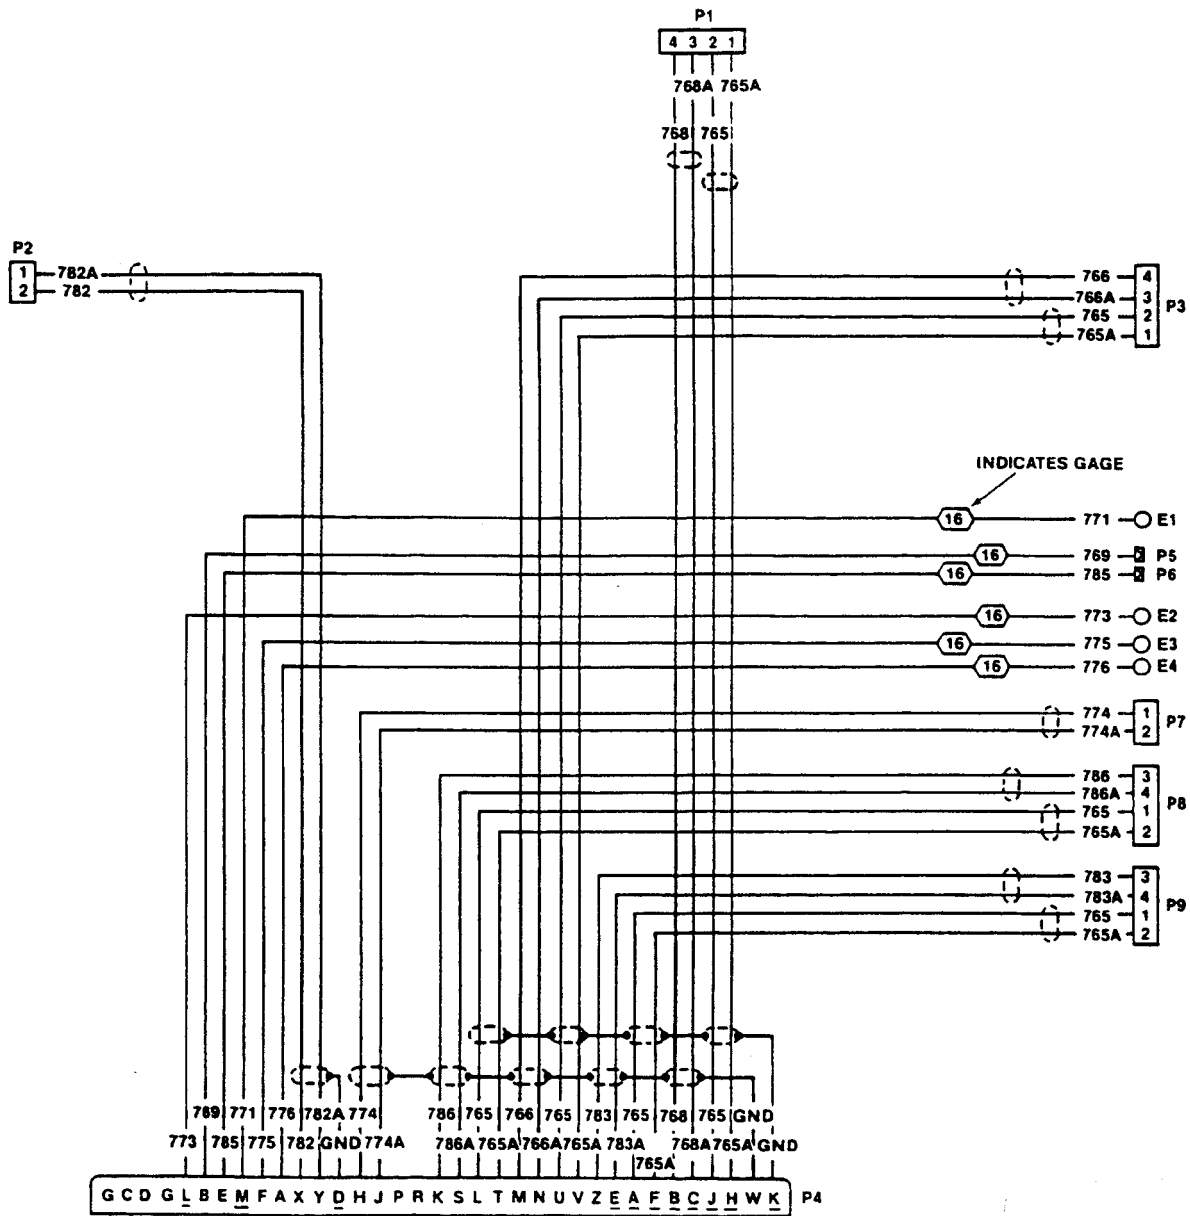 P1
4 3 2 1
768A 765A
768 765
P2
1 782A
2 782
766 4
766A 3
765 2
765A 1
P3
INDICATES GAGE
16 771 E1
16 769 P5
16 785 P6
16 773 E2
16 775 E3
16 776 E4
774 1
774A 2
P7
786 3
786A 4
765 1
765A 2
P8
783 3
783A 4
765 1
765A 2
P9
769 771 776 782A 774 786 765 766 765 783 765 768 765 GND
773 785 775 782 GND 774A 786A 765A 766A 765A 783A 768A 765A GND
765A
G C D G L B E M F A X Y D H J P R K S L T M N U V Z E A F B C J H W K P4